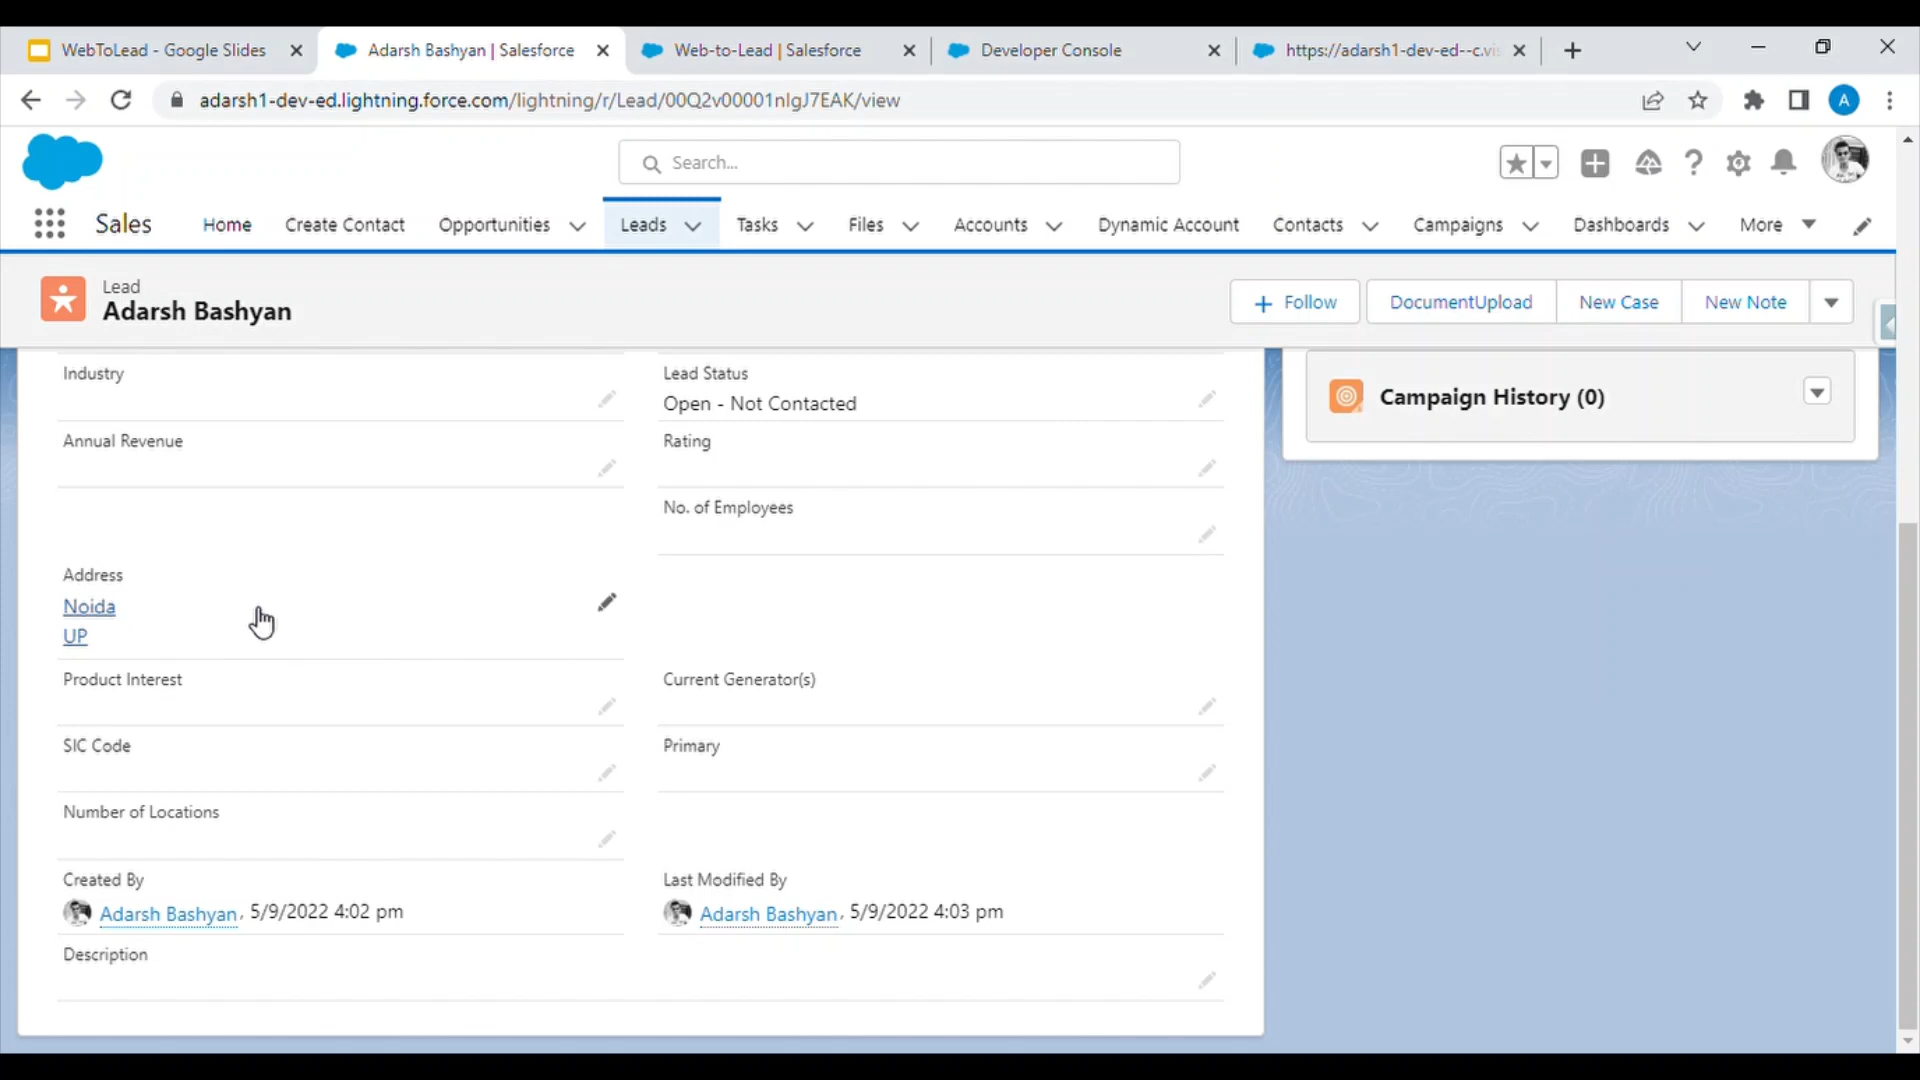 WebToLead - Google Slides
Adarsh Bashyan | Salesforce
Web-to-Lead | Salesforce
Developer Console
https://adarsh1-dev-ed--c.vi
adarsh1-dev-ed.lightning.force.com/lightning/r/Lead/00Q2v00001nIgJ7EAK/view
A
Search...
Sales
Home
Create Contact
Opportunities
Leads
Tasks
Files
Accounts
Dynamic Account
Contacts
Campaigns
Dashboards
More
Lead
Adarsh Bashyan
Follow
DocumentUpload
New Case
New Note
Industry
Lead Status
Open - Not Contacted
Campaign History (0)
Annual Revenue
Rating
No. of Employees
Address
Noida
UP
Product Interest
Current Generator(s)
SIC Code
Primary
Number of Locations
Created By
Adarsh Bashyan, 5/9/2022 4:02 pm
Last Modified By
Adarsh Bashyan, 5/9/2022 4:03 pm
Description